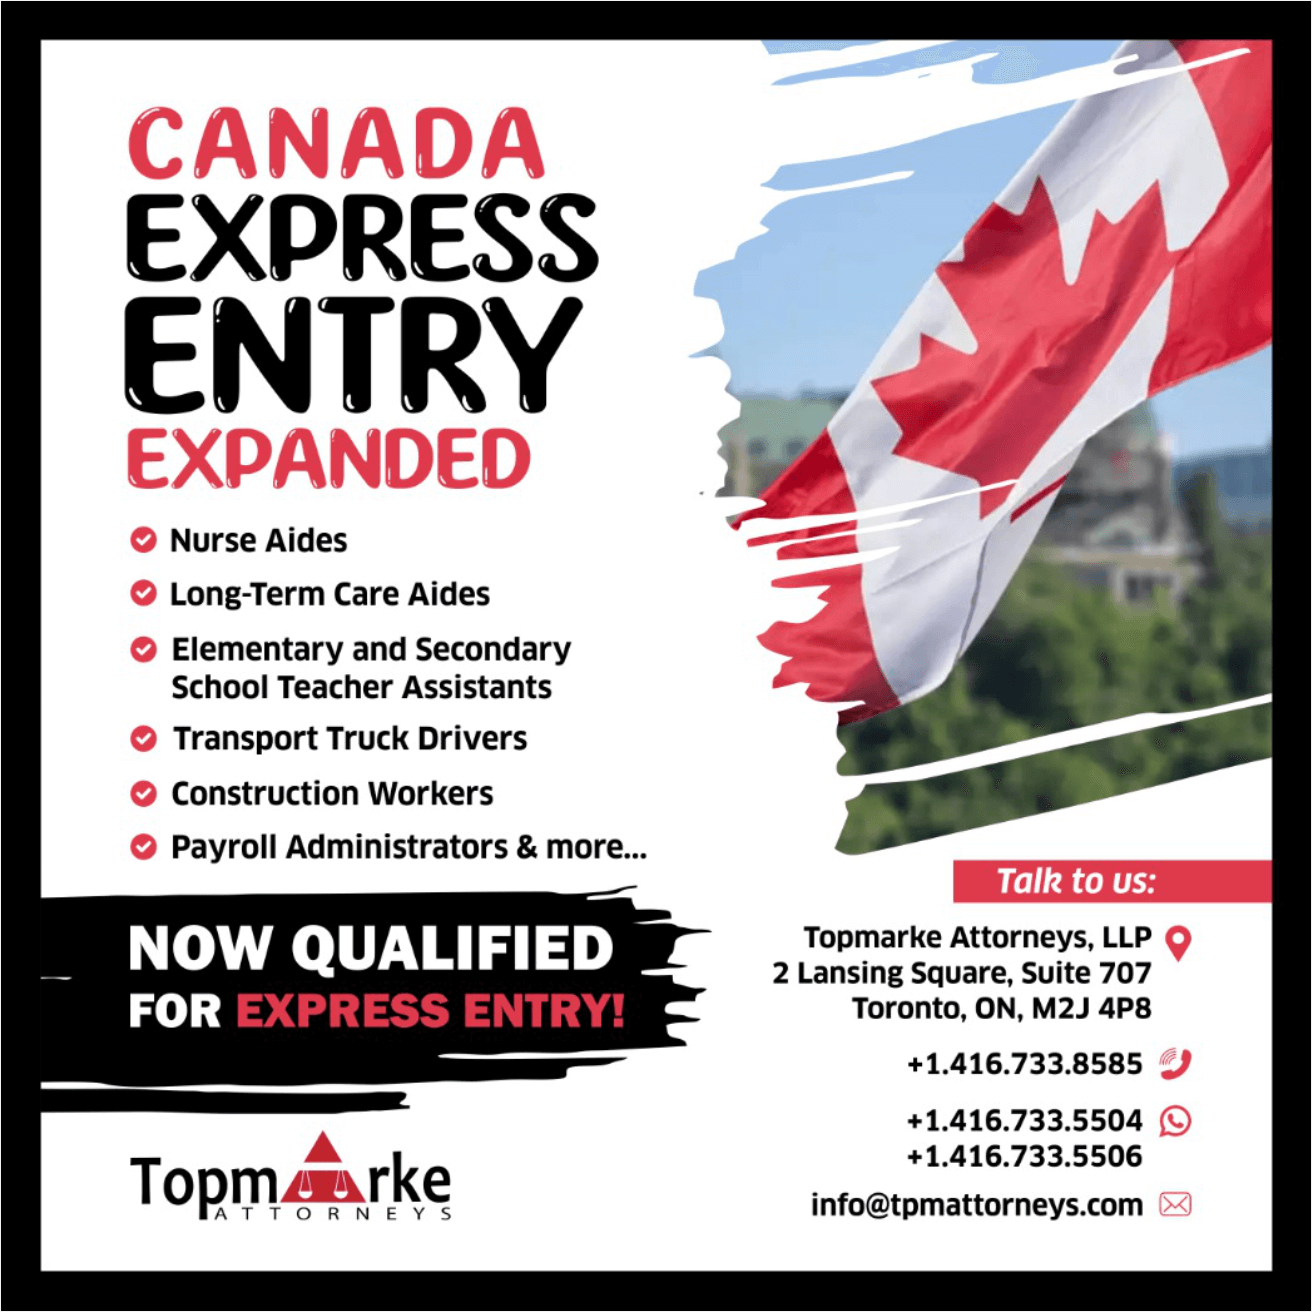 CANADA
EXPRESS
ENTRY
EXPANDED
Nurse Aides
Long-Term Care Aides
Elementary and Secondary
School Teacher Assistants
Transport Truck Drivers
Construction Workers
Payroll Administrators & more...
NOW QUALIFIED
FOR EXPRESS ENTRY!
Topmarke
ATTORNEYS
Talk to us:
Topmarke Attorneys, LLP
2 Lansing Square, Suite 707
Toronto, ON, M2J 4P8
+1.416.733.8585
+1.416.733.5504
+1.416.733.5506
info@tpmattorneys.com